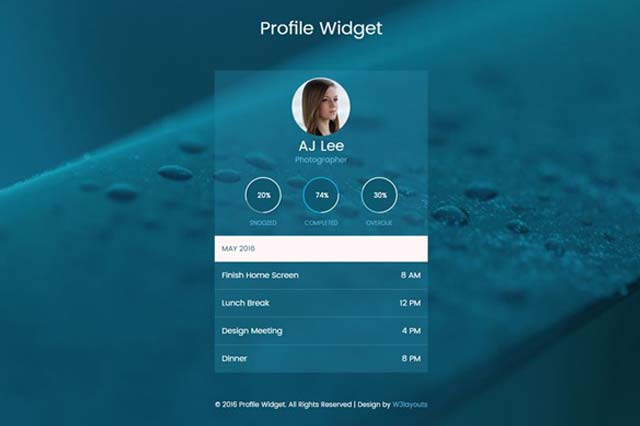 Profile Widget
AJ Lee
Photographer
20% 74% 30%
SNOOZED COMPLETED OVERDUE
MAY 2016
Finish Home Screen 8 AM
Lunch Break 12 PM
Design Meeting 4 PM
Dinner 8 PM
© 2016 Profile Widget. All Rights Reserved | Design by W3layouts